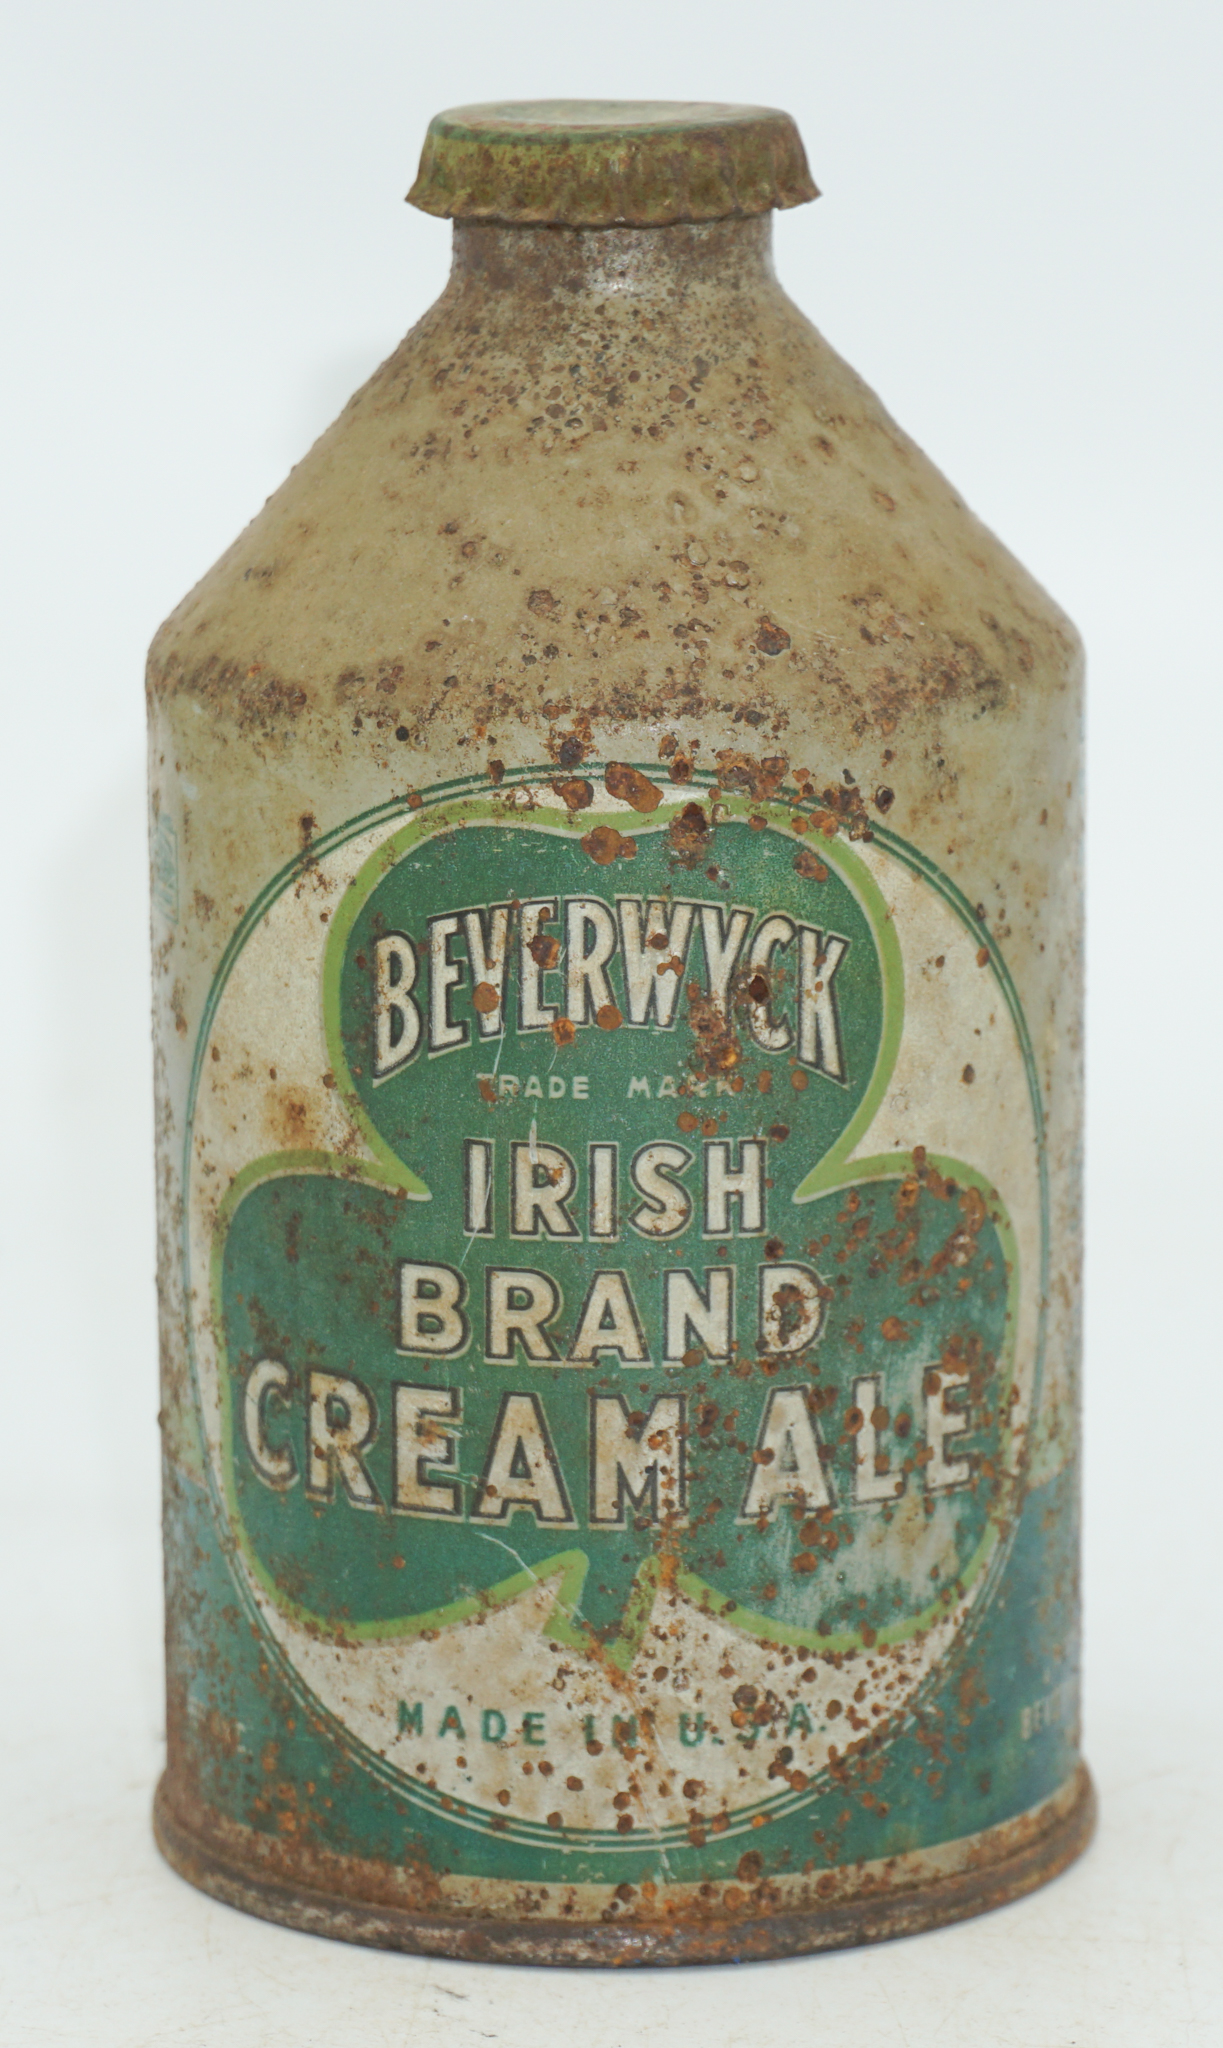 BEVERWYCK
TRADE MARK
IRISH
BRAND
CREAM ALE
MADE IN U.S.A.